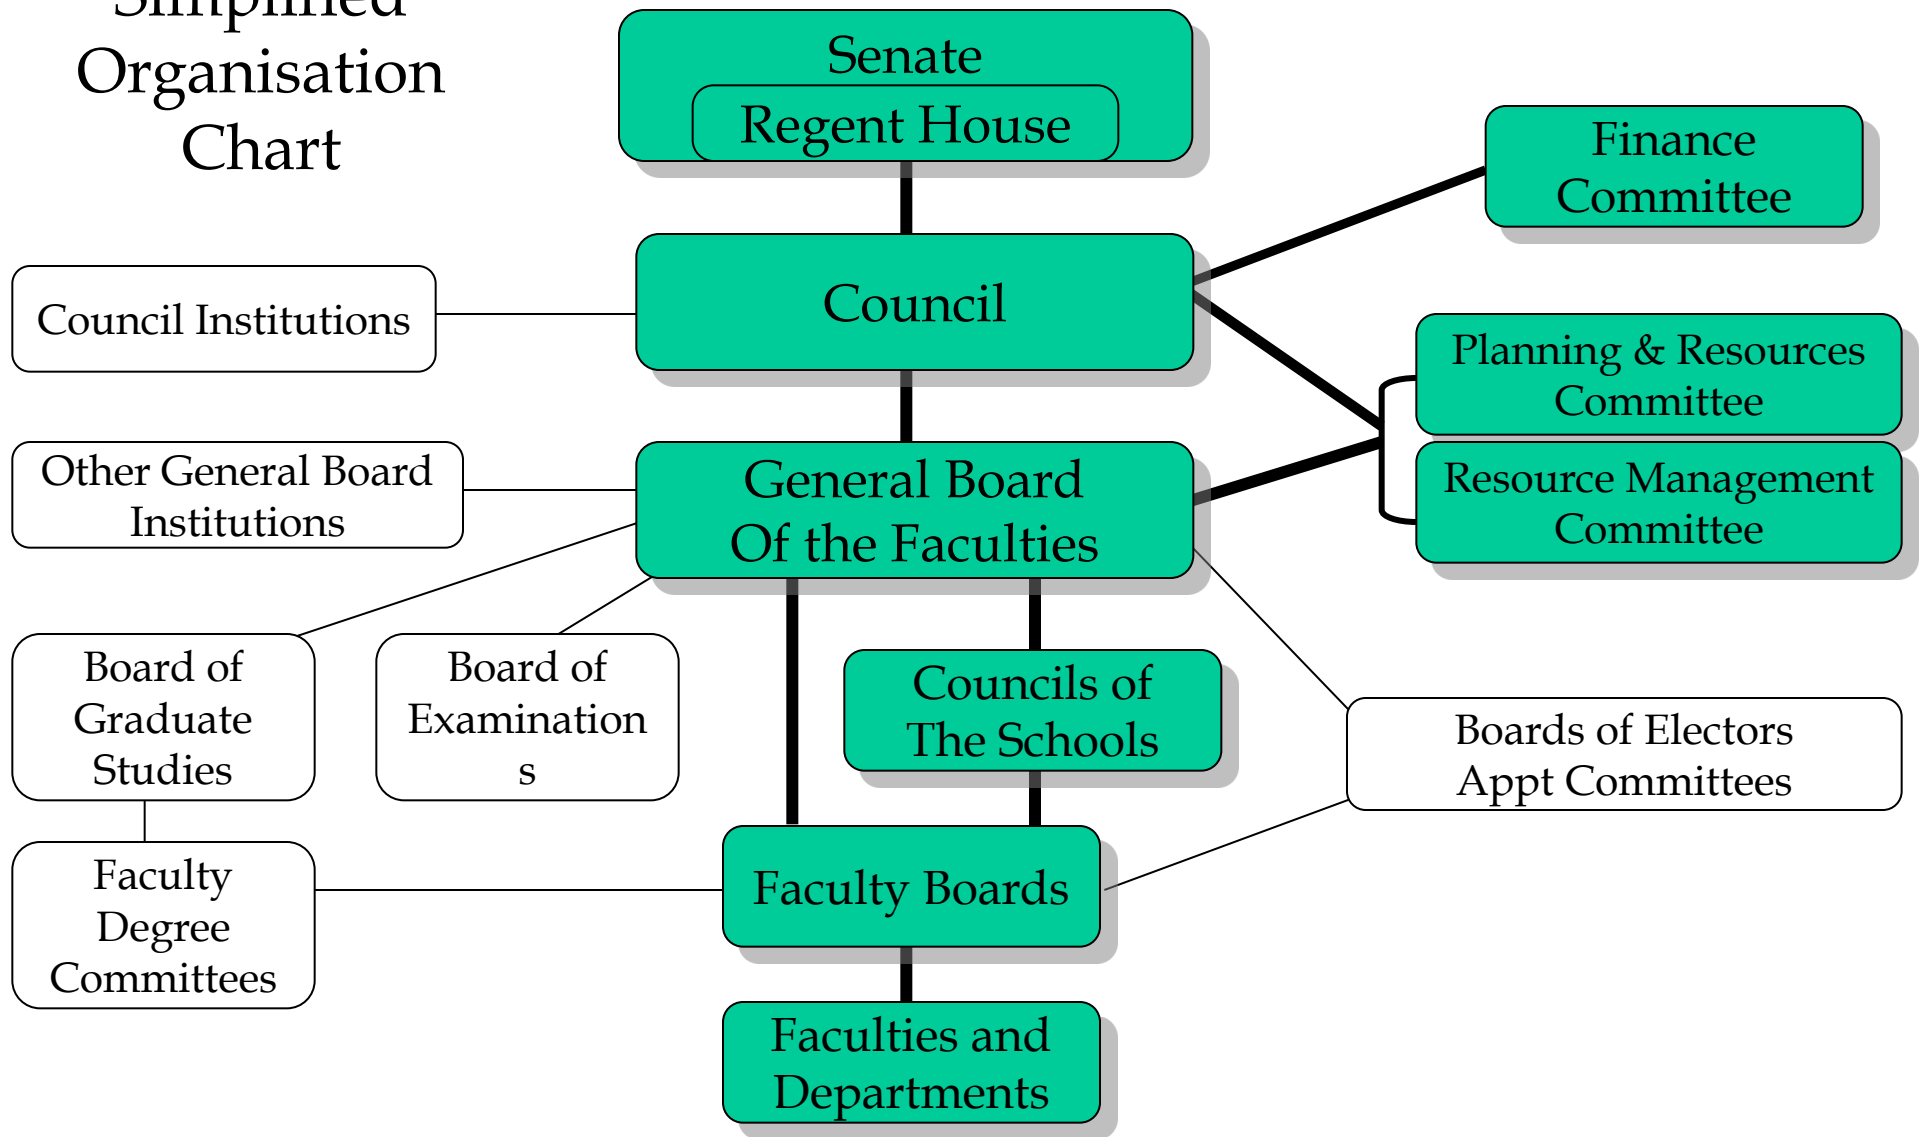 Simplified
Organisation
Chart
Senate
Regent House
Finance
Committee
Council
Council Institutions
Planning & Resources
Committee
Other General Board
Institutions
General Board
Of the Faculties
Resource Management
Committee
Board of
Graduate
Studies
Board of
Examination
s
Councils of
The Schools
Boards of Electors
Appt Committees
Faculty
Degree
Committees
Faculty Boards
Faculties and
Departments